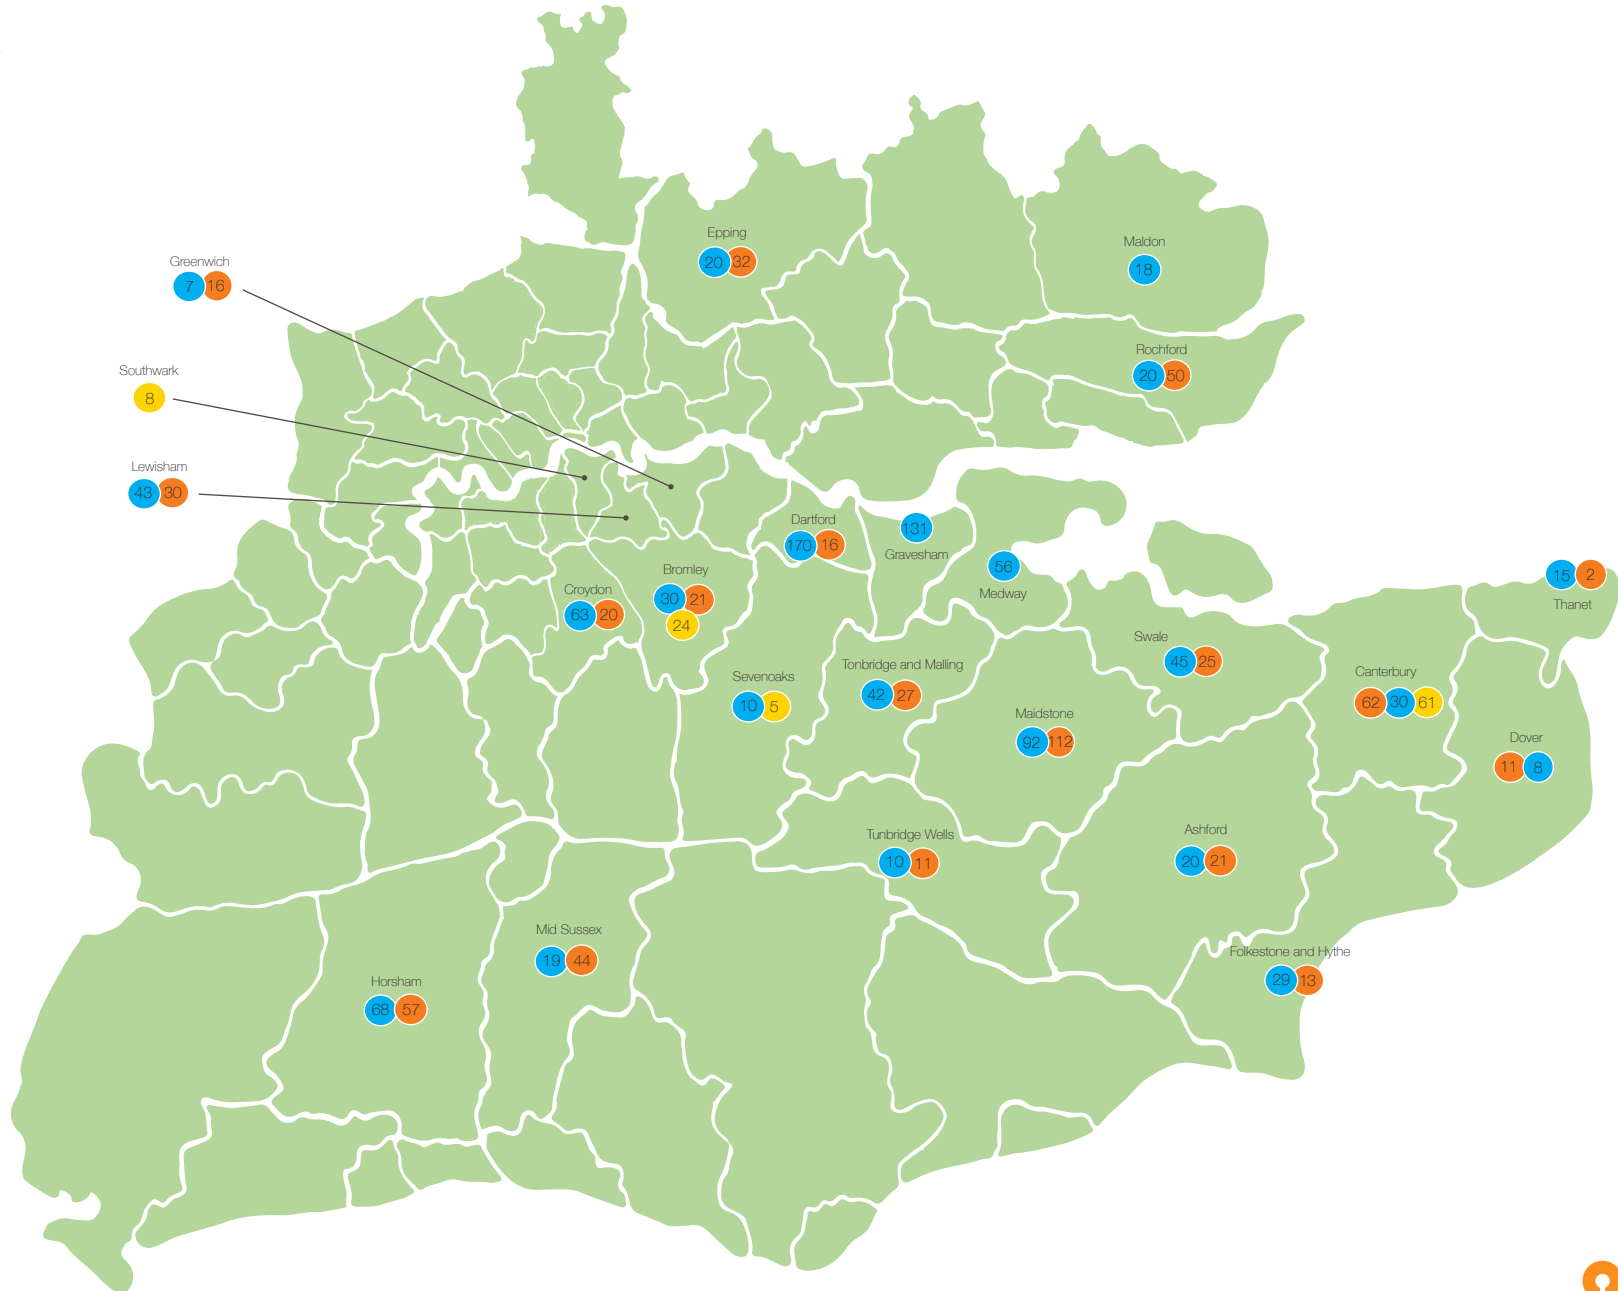 Epping
20 32
Maldon
18
Greenwich
7 16
Rochford
20 50
Southwark
8
Lewisham
43 30
Dartford
170 16
131
Gravesham
56
Medway
15 2
Thanet
Bromley
30 21
24
Croydon
63 20
Swale
45 25
Tonbridge and Malling
42 27
Sevenoaks
10 5
Canterbury
62 30 61
Maidstone
92 112
Dover
11 8
Tunbridge Wells
10 11
Ashford
20 21
Mid Sussex
19 44
Folkestone and Hythe
29 13
Horsham
68 57